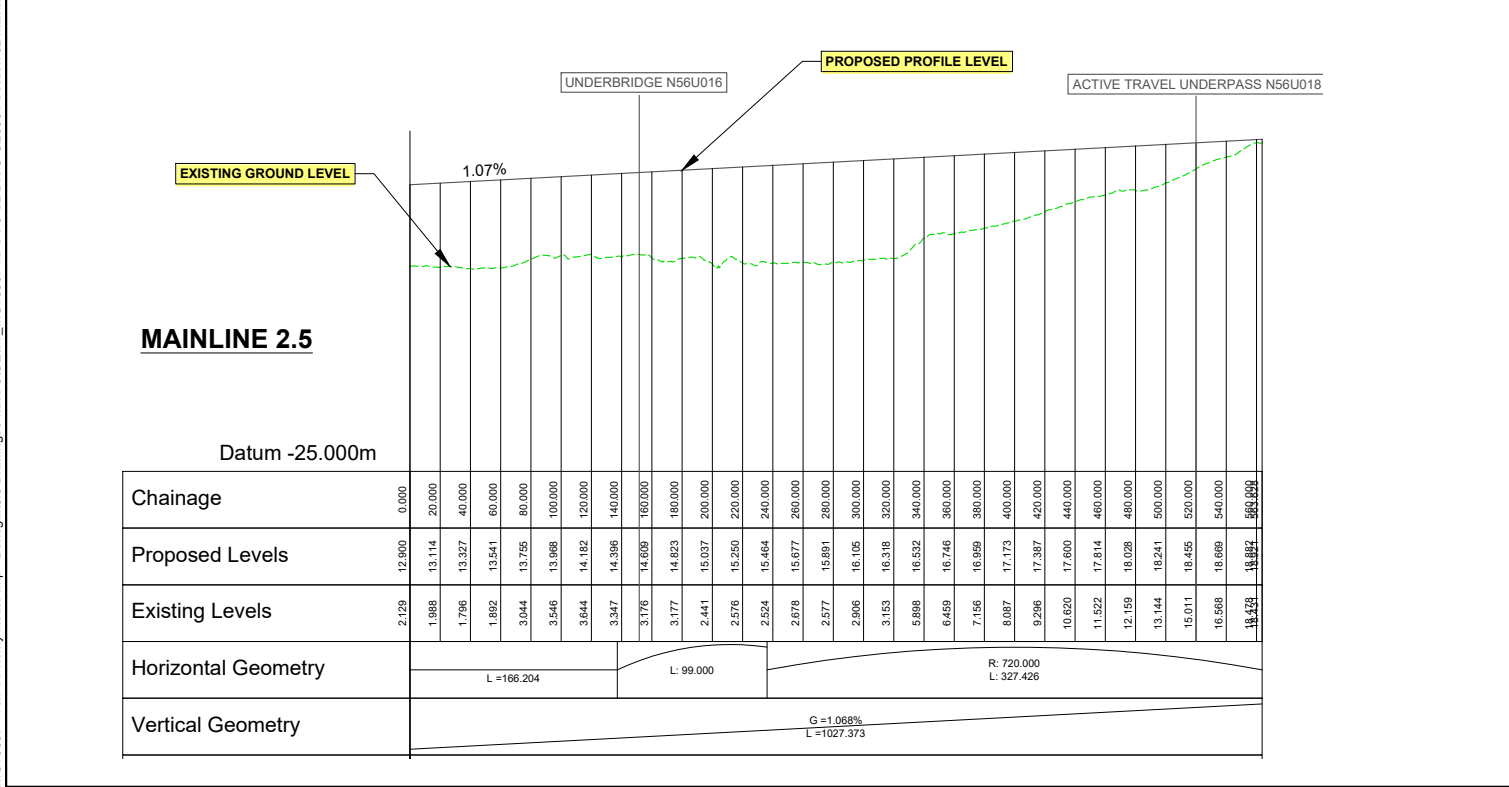 UNDERBRIDGE N56U016
PROPOSED PROFILE LEVEL
ACTIVE TRAVEL UNDERPASS N56U018
EXISTING GROUND LEVEL
1.07%
MAINLINE 2.5
Datum -25.000m
Chainage 0.000 20.000 40.000 60.000 80.000 100.000 120.000 140.000 160.000 180.000 200.000 220.000 240.000 260.000 280.000 300.000 320.000 340.000 360.000 380.000 400.000 420.000 440.000 460.000 480.000 500.000 520.000 540.000 560.000
Proposed Levels 12.900 13.114 13.327 13.541 13.755 13.968 14.182 14.396 14.609 14.823 15.037 15.250 15.464 15.677 15.891 16.105 16.318 16.532 16.746 16.959 17.173 17.387 17.600 17.814 18.028 18.241 18.455 18.669 18.882
Existing Levels 2.129 1.988 1.796 1.892 3.044 3.546 3.644 3.347 3.176 3.177 2.441 2.576 2.524 2.678 2.577 2.906 3.153 5.898 6.459 7.156 8.087 9.296 10.620 11.522 12.159 13.144 15.011 16.568 18.478
Horizontal Geometry
L =166.204
L: 99.000
R: 720.000
L: 327.426
Vertical Geometry
G =1.068%
L =1027.373